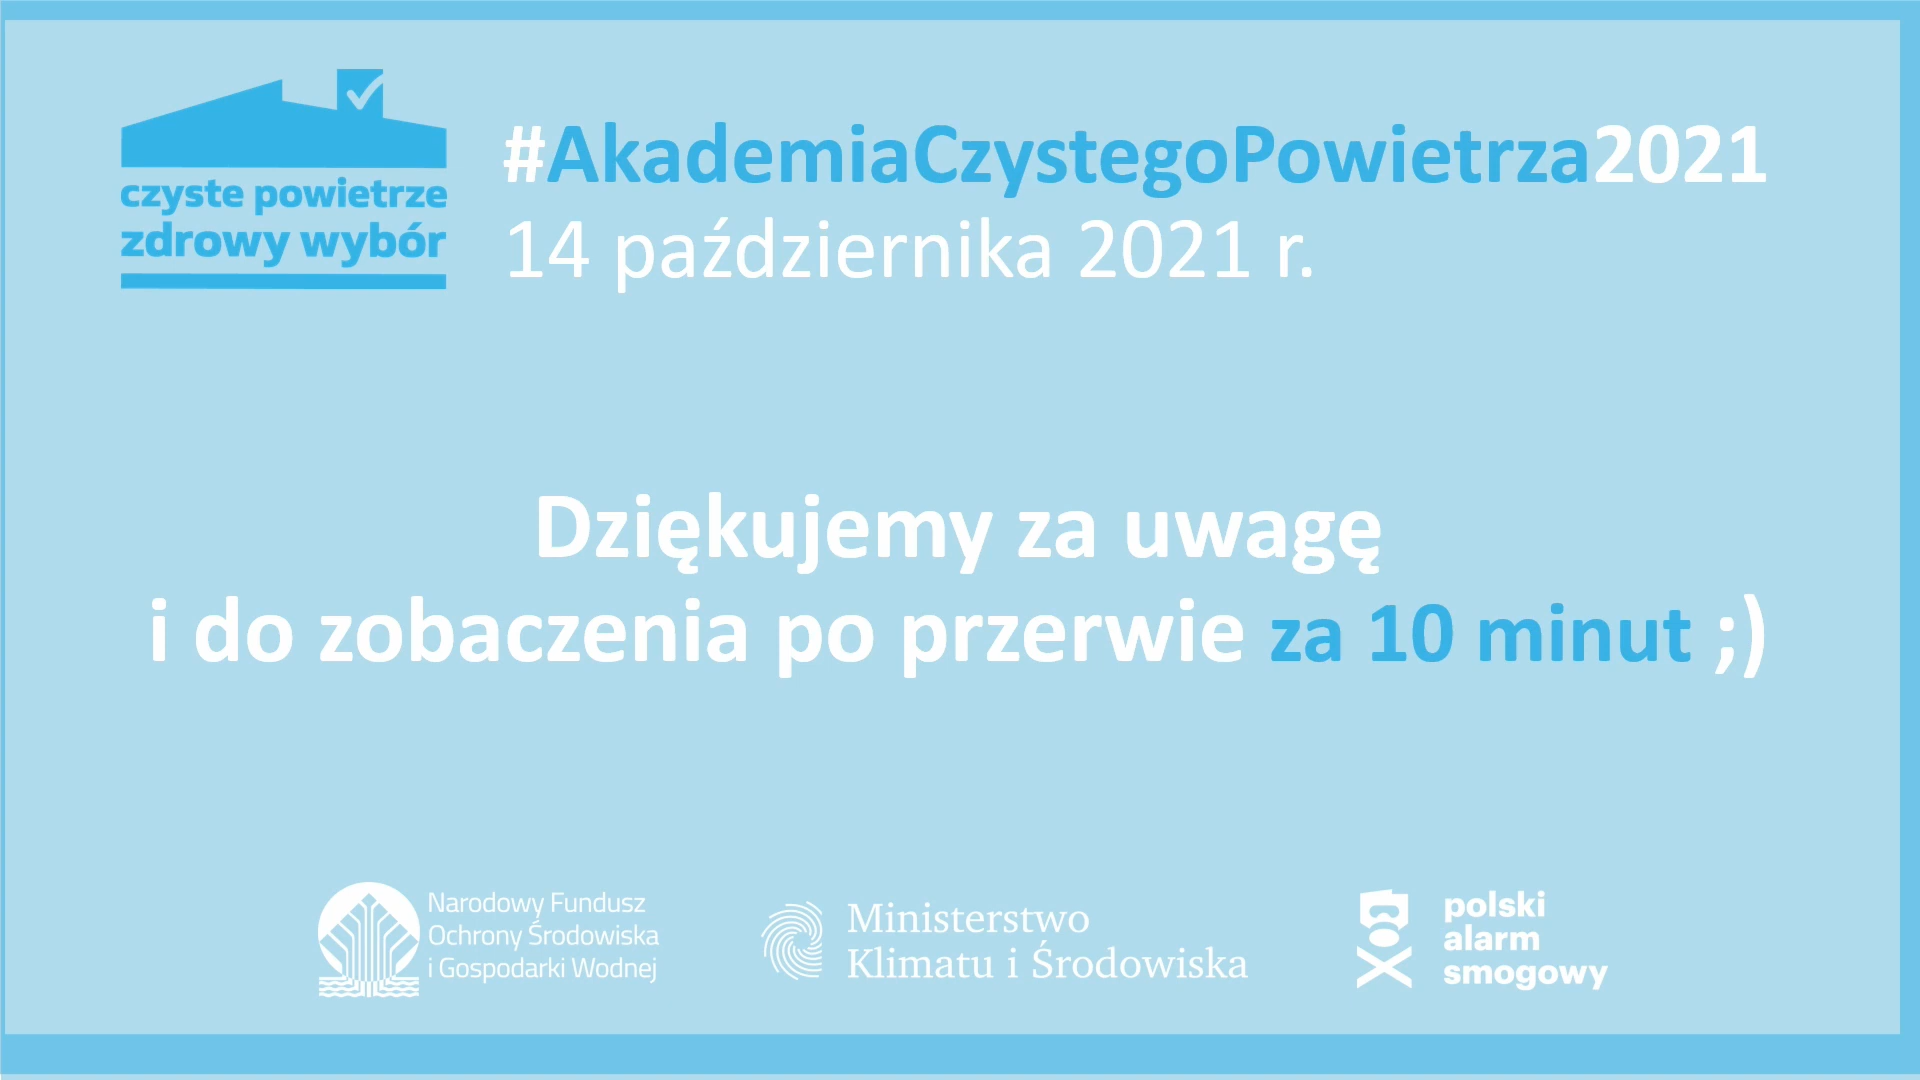 czyste powietrze
zdrowy wybór
#AkademiaCzystegoPowietrza2021
14 października 2021 r.
Dziękujemy za uwagę
i do zobaczenia po przerwie za 10 minut ;)
Narodowy Fundusz
Ochrony Środowiska
i Gospodarki Wodnej
Ministerstwo
Klimatu i Środowiska
polski
alarm
smogowy